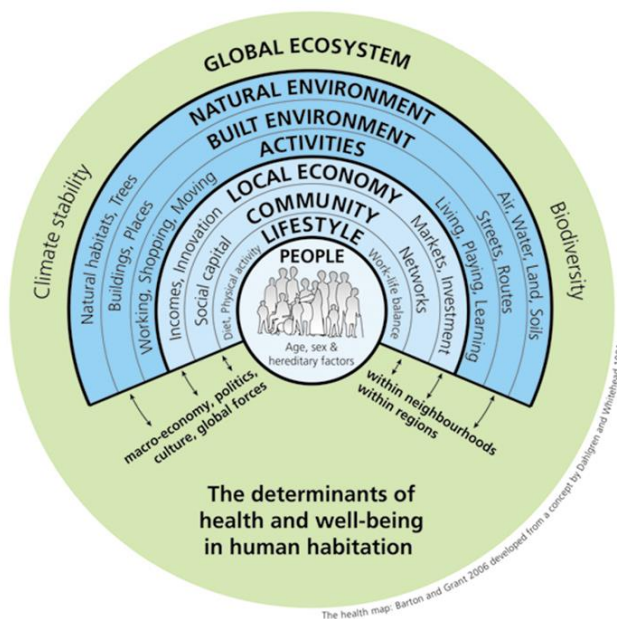 GLOBAL ECOSYSTEM
NATURAL ENVIRONMENT
BUILT ENVIRONMENT
ACTIVITIES
LOCAL ECONOMY
COMMUNITY
LIFESTYLE
PEOPLE
Age, sex &
hereditary factors
Climate stability
Natural habitats, Trees
Buildings, Places
Working, Shopping, Moving
Incomes, Innovation
Social capital
Diet, Physical activity
Work-life balance
Networks
Markets, Investment
Living, Playing, Learning
Streets, Routes
Air, Water, Land, Soils
Biodiversity
macro-economy, politics,
culture, global forces
within neighbourhoods
within regions
The determinants of
health and well-being
in human habitation
The health map: Barton and Grant 2006 developed from a concept by Dahlgren and Whitehead